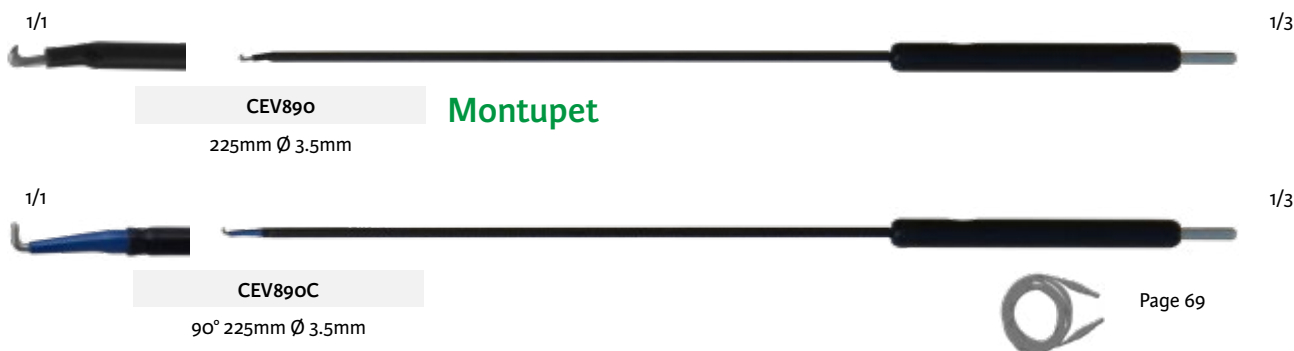 1/1
1/3
CEV890
Montupet
225mm Ø 3.5mm
1/1
1/3
CEV890C
90° 225mm Ø 3.5mm
Page 69